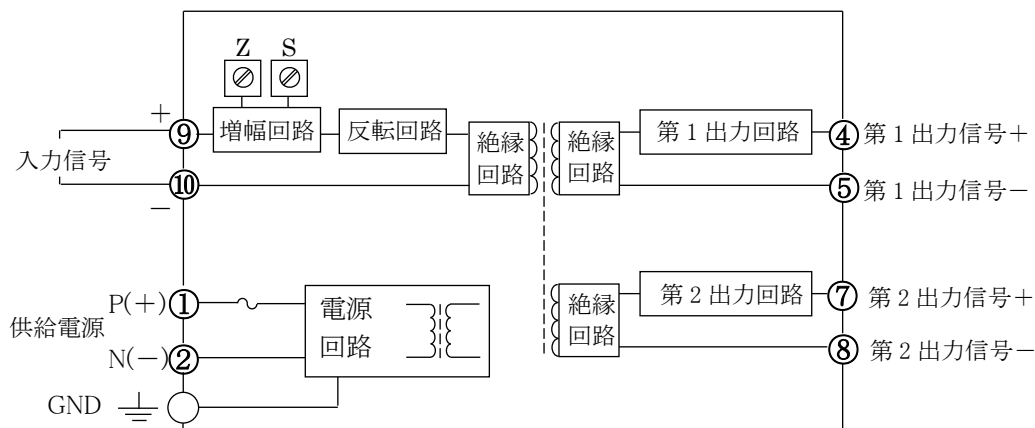 Z S
+
⑨ 増幅回路 反転回路 絶縁回路 絶縁回路 第1出力回路 ④ 第1出力信号+
入力信号
⑩ ⑤ 第1出力信号−
−
P(+) ① 電源回路 絶縁回路 第2出力回路 ⑦ 第2出力信号+
供給電源
N(−) ② ⑧ 第2出力信号−
GND